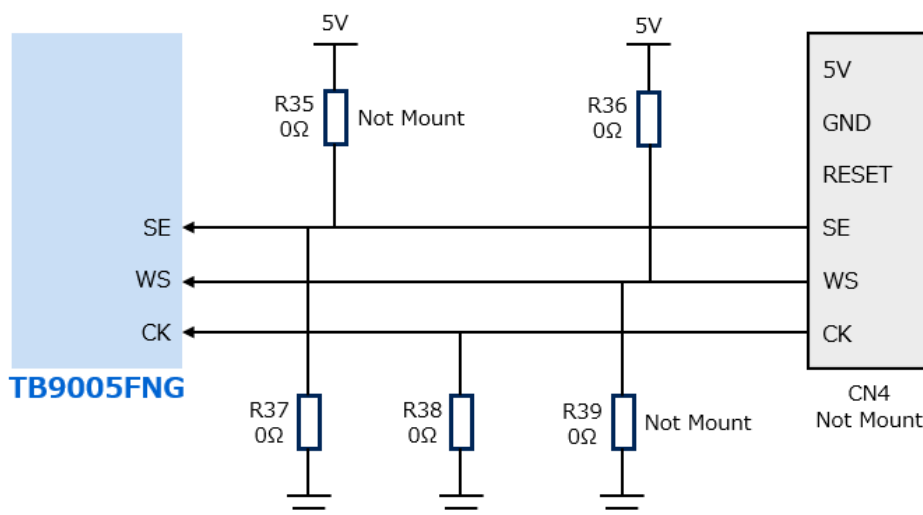 5V
5V
R35
0Ω
Not Mount
R36
0Ω
5V
GND
RESET
SE
WS
CK
SE
WS
CK
TB9005FNG
R37
0Ω
R38
0Ω
R39
0Ω
Not Mount
CN4
Not Mount